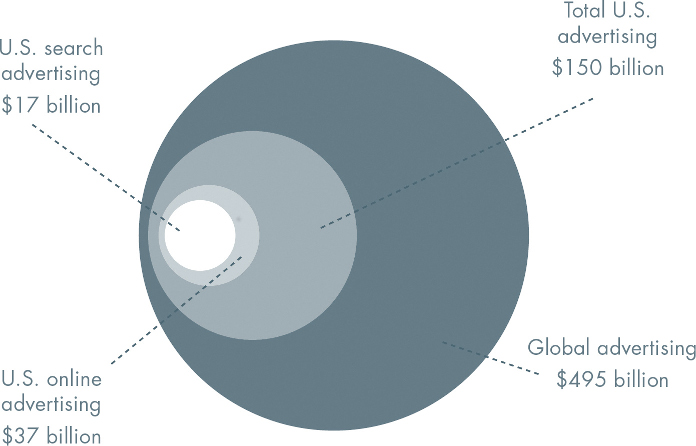 U.S. search
advertising
$17 billion
Total U.S.
advertising
$150 billion
U.S. online
advertising
$37 billion
Global advertising
$495 billion